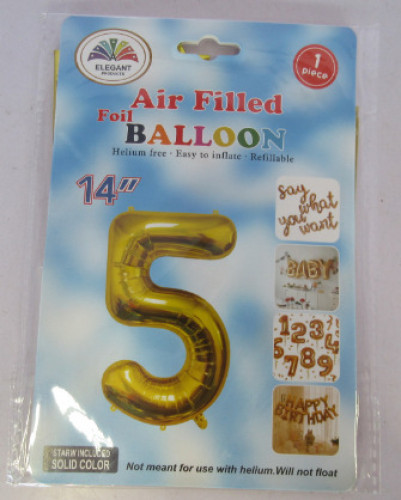 ELEGANT
PRODUCTS
1
piece
Air Filled
Foil
BALLOON
Helium free · Easy to inflate · Refillable
14"
5
say
what
you
want
BABY
1234
5789
HAPPY
BIRTHDAY
STARW INCLUDED
SOLID COLOR
Not meant for use with helium.Will not float